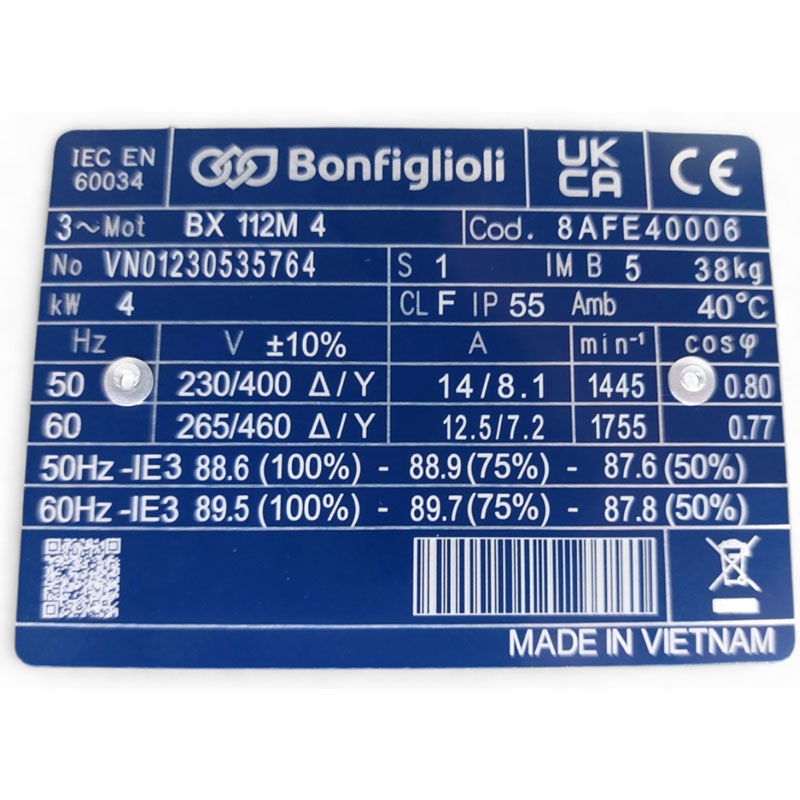 IEC EN 60034 Bonfiglioli UK CA CE
3~Mot BX 112M 4 Cod. 8AFE40006
No VN01230535764 S 1 IM B 5 38kg
kW 4 CL F IP 55 Amb 40°C
Hz V ±10% A min⁻¹ cosφ
50 230/400 Δ/Y 14/8.1 1445 0.80
60 265/460 Δ/Y 12.5/7.2 1755 0.77
50Hz-IE3 88.6(100%) - 88.9(75%) - 87.6(50%)
60Hz-IE3 89.5(100%) - 89.7(75%) - 87.8(50%)
MADE IN VIETNAM